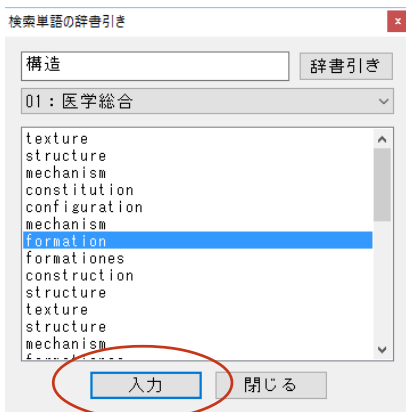 検索単語の辞書引き x
構造 辞書引き
01：医学総合
texture
structure
mechanism
constitution
configuration
mechanism
formation
formationes
construction
structure
texture
structure
mechanism
入力 閉じる